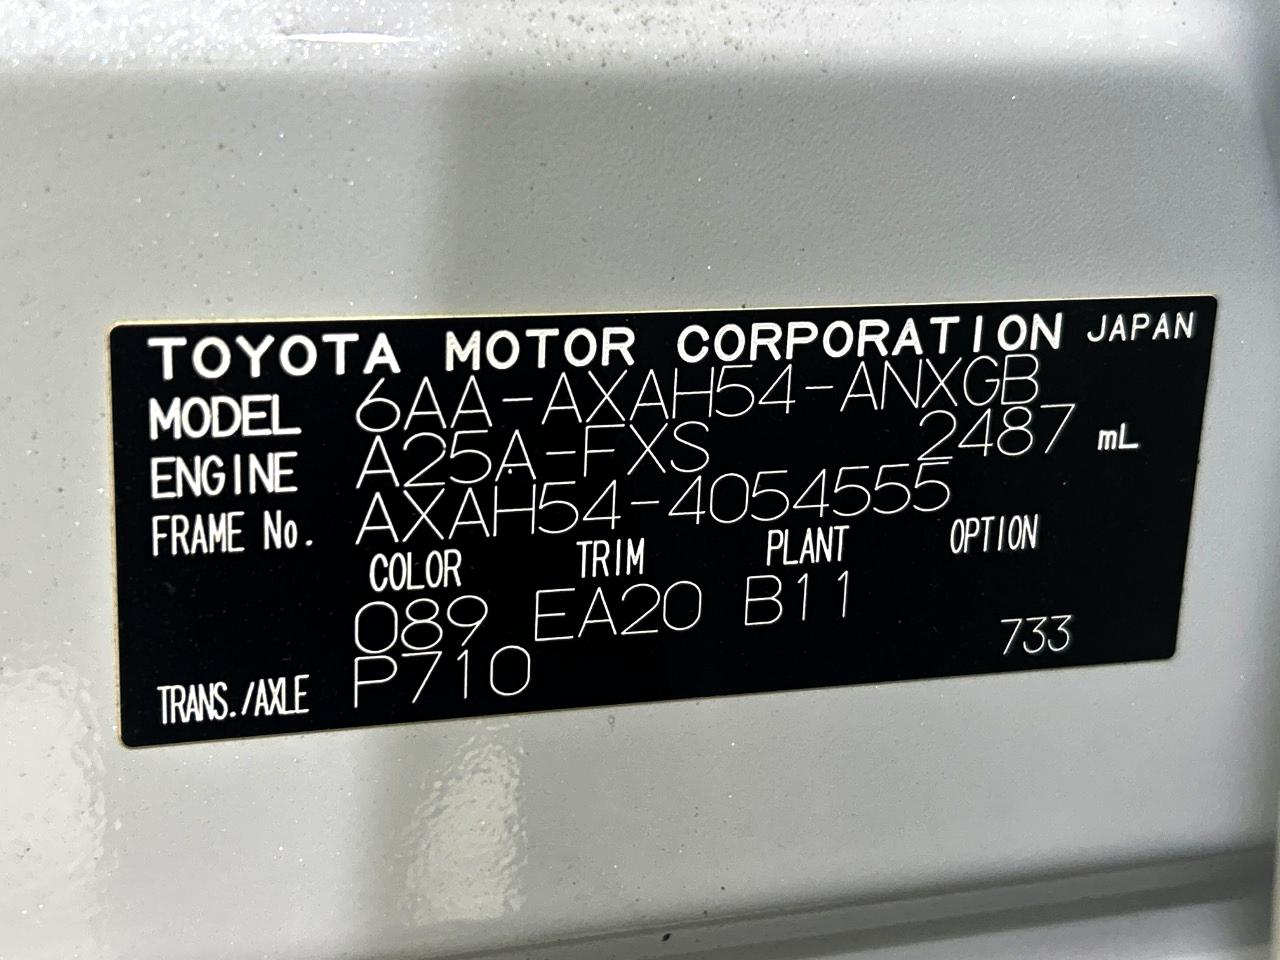 TOYOTA MOTOR CORPORATION JAPAN
MODEL 6AA-AXAH54-ANXGB
ENGINE A25A-FXS 2487 mL
FRAME No. AXAH54-4054555
COLOR TRIM PLANT OPTION
089 EA20 B11
TRANS./AXLE P710 733